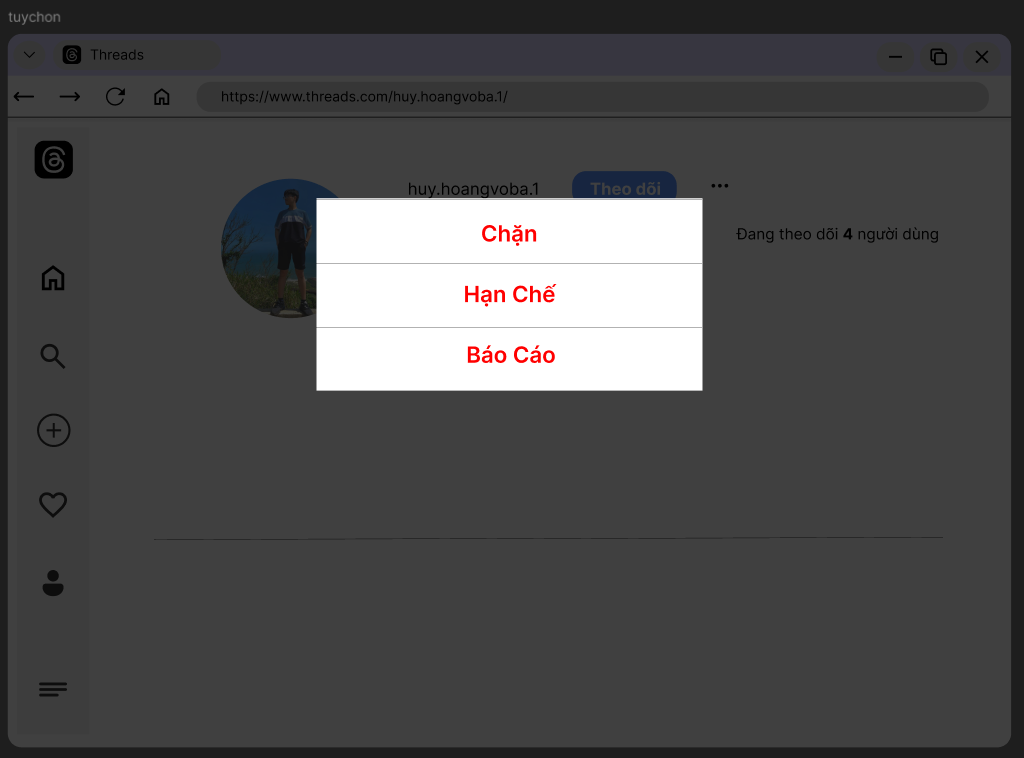 tuychon
Threads
https://www.threads.com/huy.hoangvoba.1/
huy.hoangvoba.1
Theo dõi
Đang theo dõi 4 người dùng
Chặn
Hạn Chế
Báo Cáo